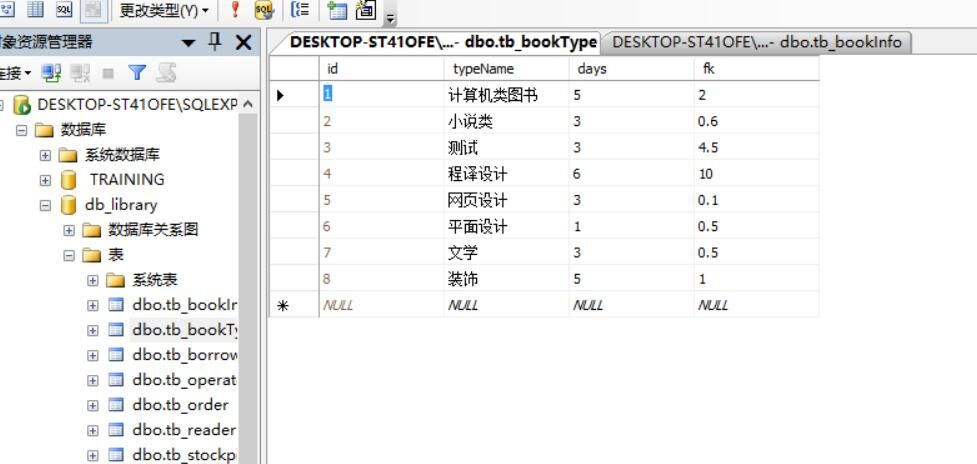 更改类型(Y)
对象资源管理器
连接
DESKTOP-ST41OFE\SQLEXP
数据库
系统数据库
TRAINING
db_library
数据库关系图
表
系统表
dbo.tb_bookIn
dbo.tb_bookTy
dbo.tb_borrow
dbo.tb_operat
dbo.tb_order
dbo.tb_reader
dbo.tb_stockp
DESKTOP-ST41OFE\...- dbo.tb_bookType DESKTOP-ST41OFE\...- dbo.tb_bookInfo
id typeName days fk
1 计算机类图书 5 2
2 小说类 3 0.6
3 测试 3 4.5
4 程译设计 6 10
5 网页设计 3 0.1
6 平面设计 1 0.5
7 文学 3 0.5
8 装饰 5 1
NULL NULL NULL NULL